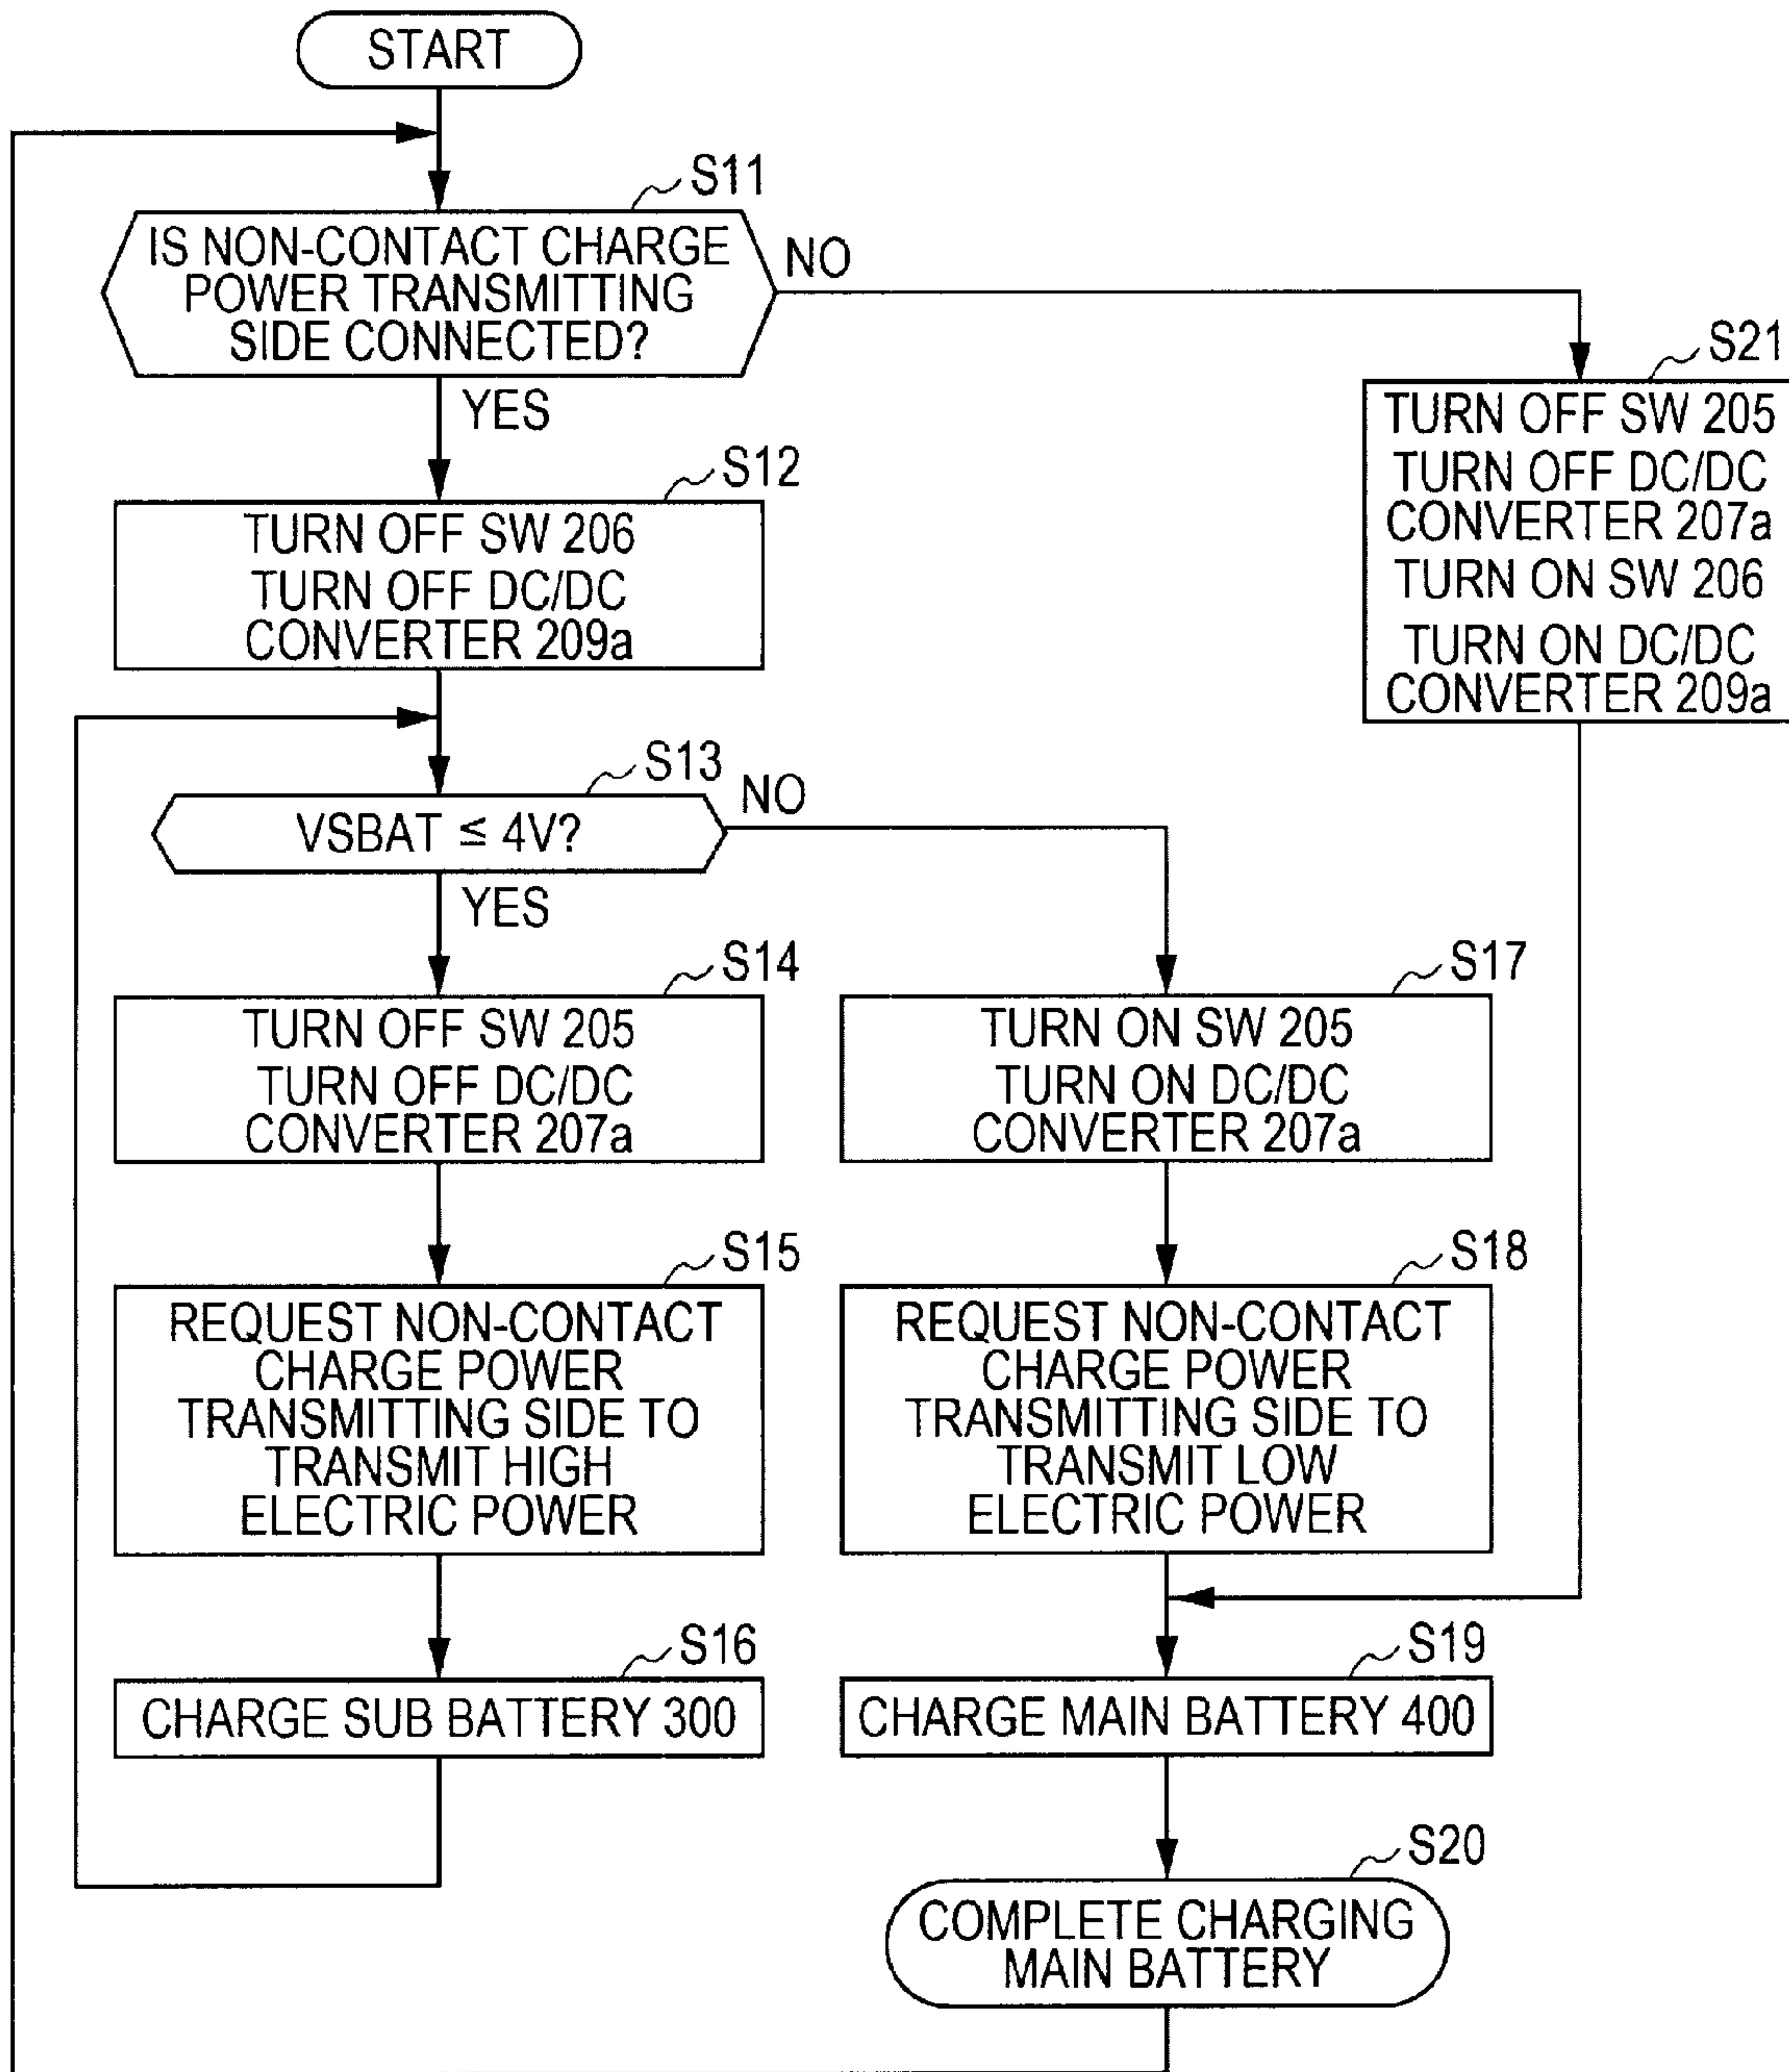 START
S11
IS NON-CONTACT CHARGE
POWER TRANSMITTING
SIDE CONNECTED?
NO
YES
S21
TURN OFF SW 205
TURN OFF DC/DC
CONVERTER 207a
TURN ON SW 206
TURN ON DC/DC
CONVERTER 209a
S12
TURN OFF SW 206
TURN OFF DC/DC
CONVERTER 209a
S13
VSBAT ≦ 4V?
NO
YES
S14
TURN OFF SW 205
TURN OFF DC/DC
CONVERTER 207a
S17
TURN ON SW 205
TURN ON DC/DC
CONVERTER 207a
S15
REQUEST NON-CONTACT
CHARGE POWER
TRANSMITTING SIDE TO
TRANSMIT HIGH
ELECTRIC POWER
S18
REQUEST NON-CONTACT
CHARGE POWER
TRANSMITTING SIDE TO
TRANSMIT LOW
ELECTRIC POWER
S16
CHARGE SUB BATTERY 300
S19
CHARGE MAIN BATTERY 400
S20
COMPLETE CHARGING
MAIN BATTERY